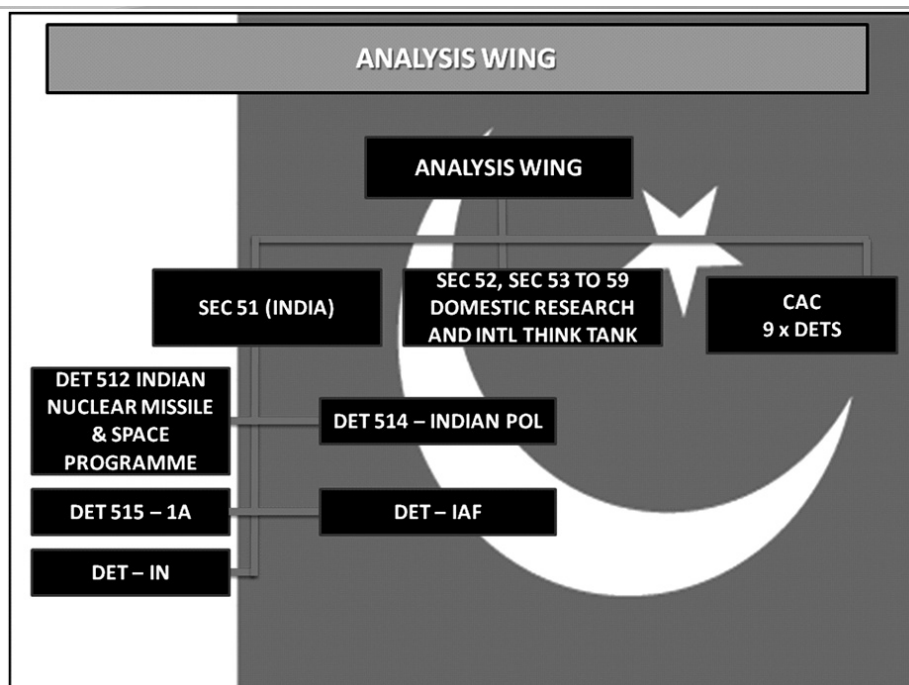 ANALYSIS WING
ANALYSIS WING
SEC 51 (INDIA)
SEC 52, SEC 53 TO 59
DOMESTIC RESEARCH
AND INTL THINK TANK
CAC
9 x DETS
DET 512 INDIAN
NUCLEAR MISSILE
& SPACE
PROGRAMME
DET 514 – INDIAN POL
DET 515 – 1A
DET – IAF
DET – IN